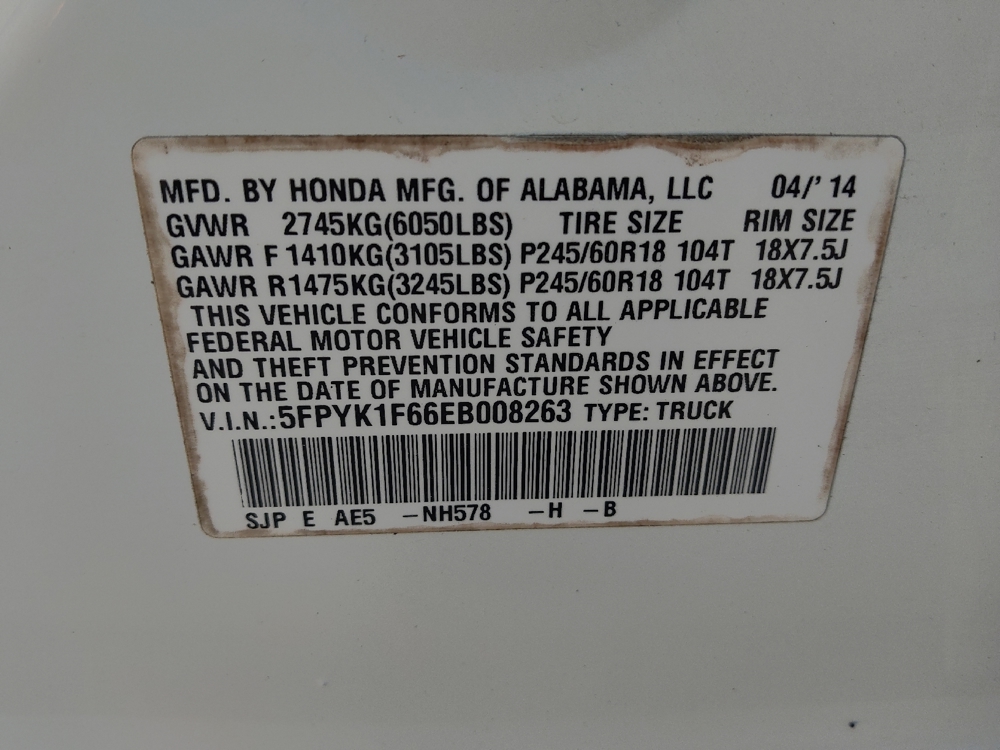 MFD. BY HONDA MFG. OF ALABAMA, LLC 04/' 14
GVWR 2745KG(6050LBS) TIRE SIZE RIM SIZE
GAWR F 1410KG(3105LBS) P245/60R18 104T 18X7.5J
GAWR R1475KG(3245LBS) P245/60R18 104T 18X7.5J
THIS VEHICLE CONFORMS TO ALL APPLICABLE
FEDERAL MOTOR VEHICLE SAFETY
AND THEFT PREVENTION STANDARDS IN EFFECT
ON THE DATE OF MANUFACTURE SHOWN ABOVE.
V.I.N.:5FPYK1F66EB008263 TYPE: TRUCK
SJP E AE5 –NH578 –H –B